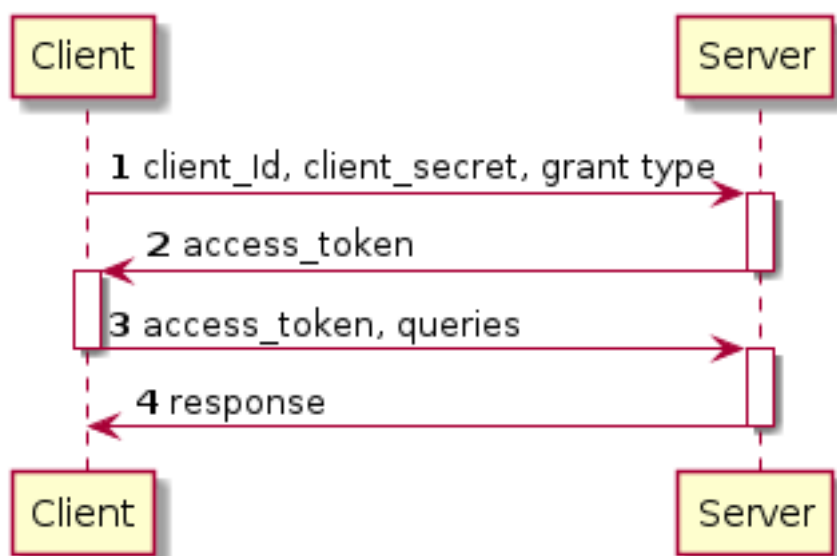 Client Server
1 client_Id, client_secret, grant type
2 access_token
3 access_token, queries
4 response
Client Server